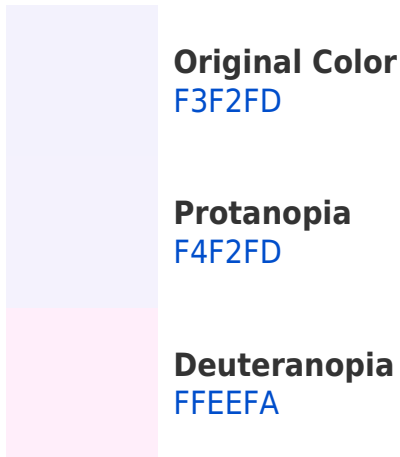 Original Color
F3F2FD
Protanopia
F4F2FD
Deuteranopia
FFEEFA